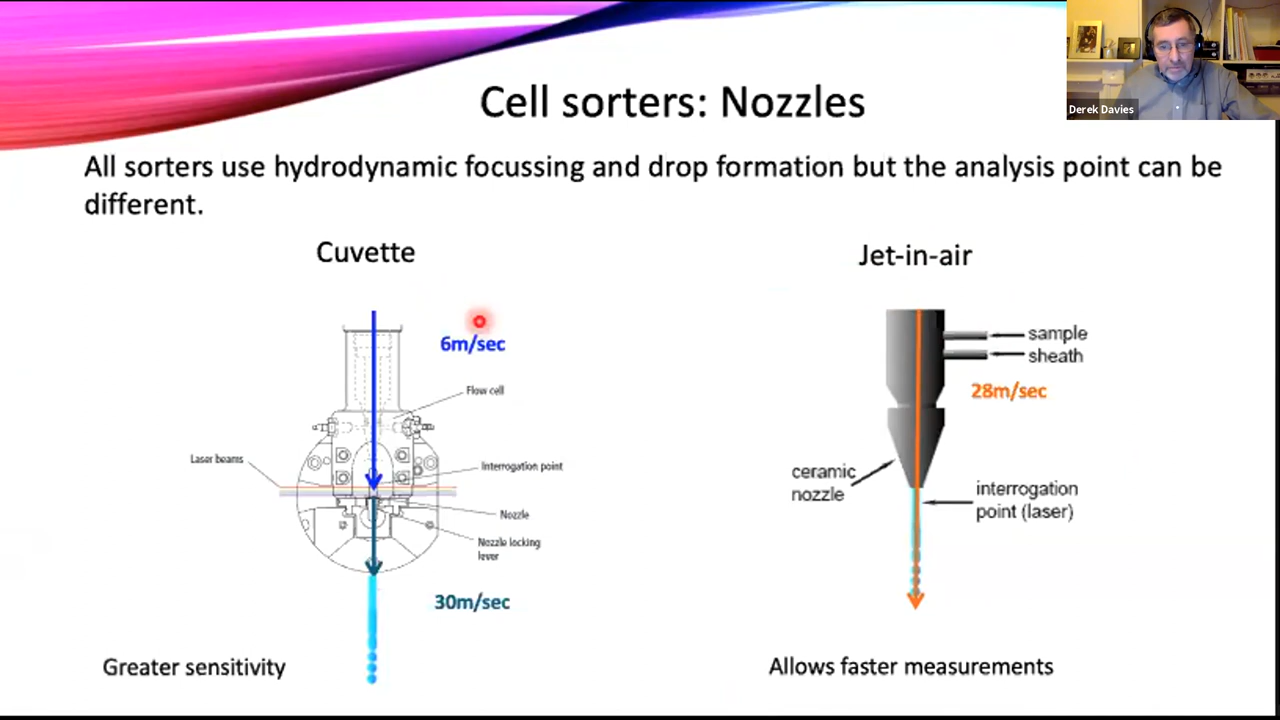 Derek Davies
Cell sorters: Nozzles
All sorters use hydrodynamic focussing and drop formation but the analysis point can be
different.
Cuvette
6m/sec
Flow cell
Laser beams
Interrogation point
Nozzle
Nozzle locking
lever
30m/sec
Greater sensitivity
Jet-in-air
sample
sheath
28m/sec
ceramic
nozzle
interrogation
point (laser)
Allows faster measurements